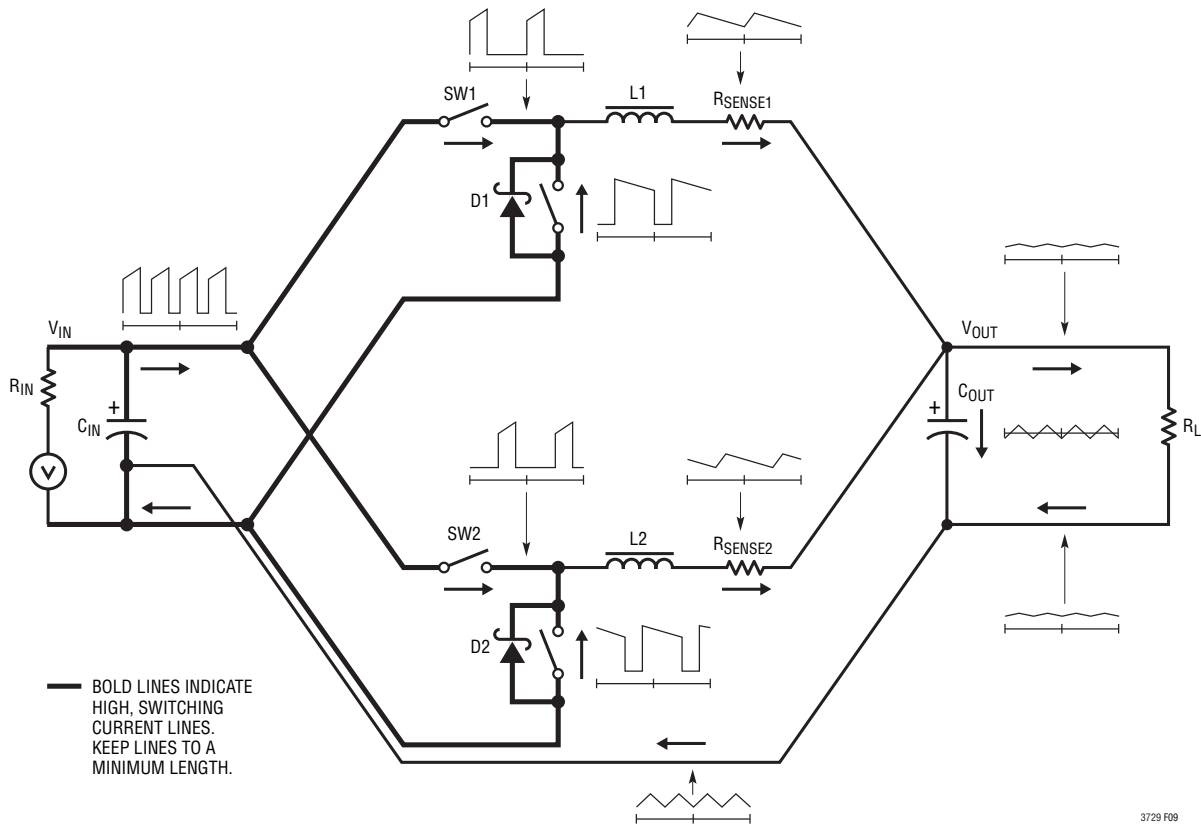 SW1
L1
RSENSE1
D1
VIN
RIN
+
CIN
V
VOUT
+
COUT
RL
SW2
L2
RSENSE2
D2
BOLD LINES INDICATE
HIGH, SWITCHING
CURRENT LINES.
KEEP LINES TO A
MINIMUM LENGTH.
3729 F09